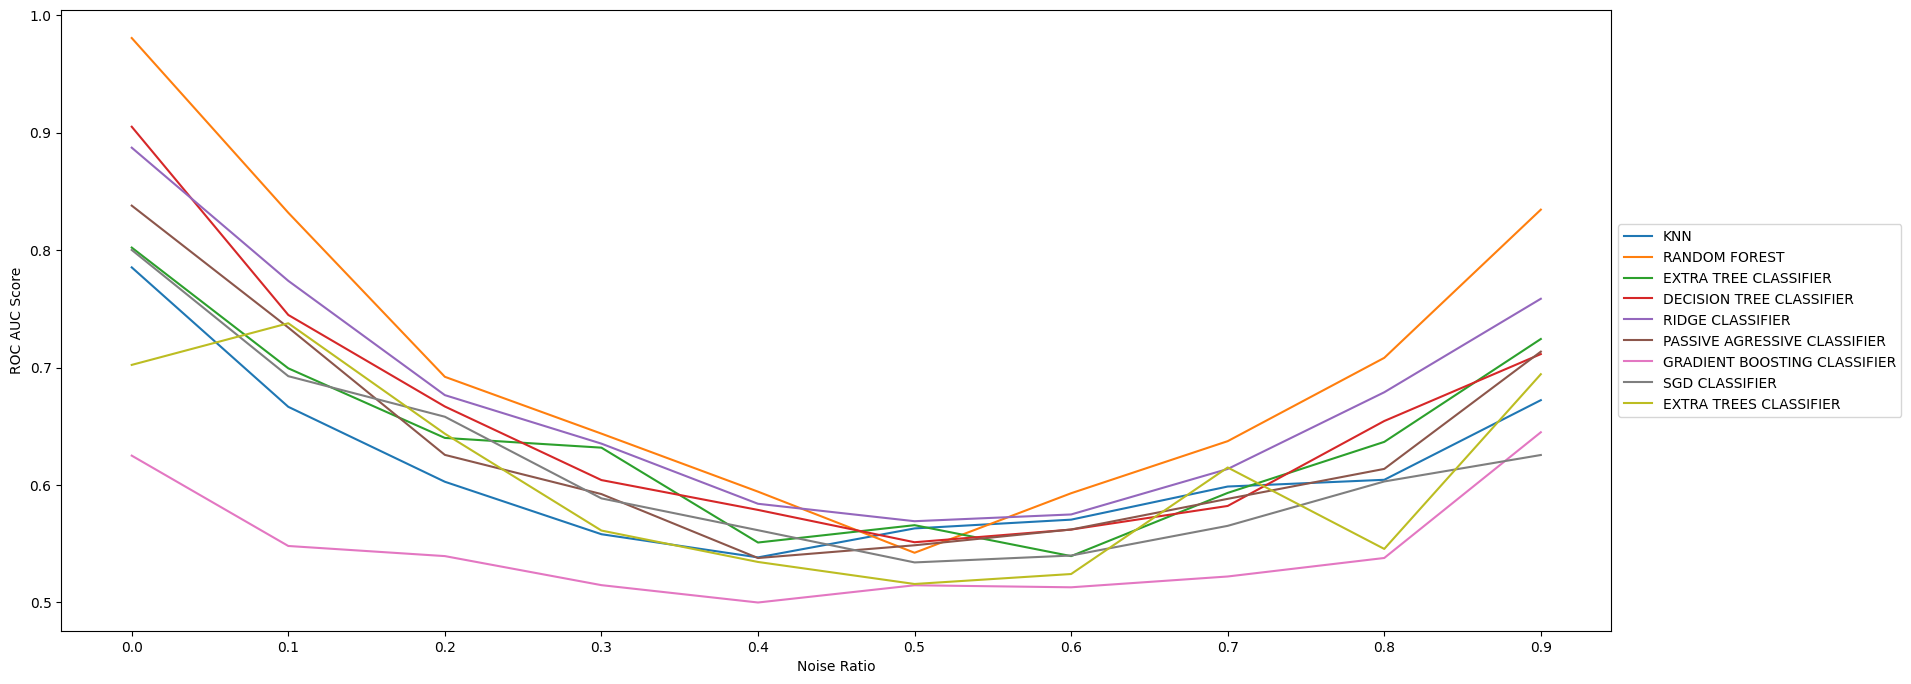 1.0
0.9
0.8
0.7
0.6
0.5
ROC AUC Score
0.0 0.1 0.2 0.3 0.4 0.5 0.6 0.7 0.8 0.9
Noise Ratio
KNN
RANDOM FOREST
EXTRA TREE CLASSIFIER
DECISION TREE CLASSIFIER
RIDGE CLASSIFIER
PASSIVE AGRESSIVE CLASSIFIER
GRADIENT BOOSTING CLASSIFIER
SGD CLASSIFIER
EXTRA TREES CLASSIFIER